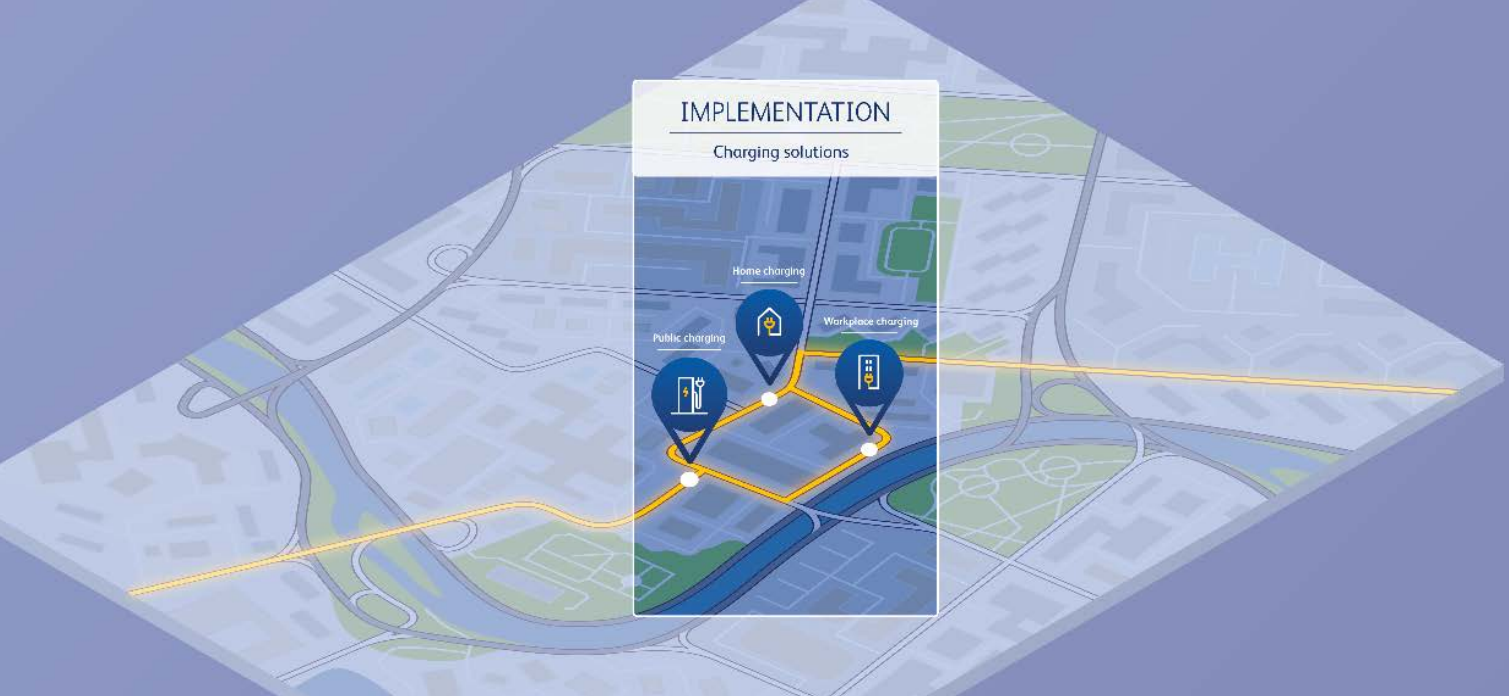 IMPLEMENTATION
Charging solutions
Home charging
Workplace charging
Public charging